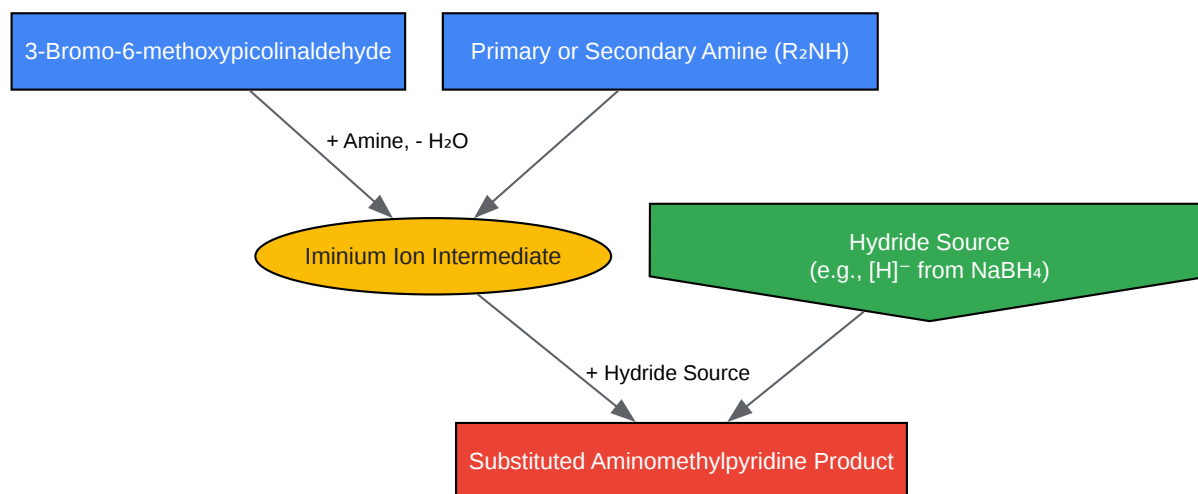 3-Bromo-6-methoxypicolinaldehyde
Primary or Secondary Amine (R₂NH)
+ Amine, - H₂O
Iminium Ion Intermediate
Hydride Source
(e.g., [H]⁻ from NaBH₄)
+ Hydride Source
Substituted Aminomethylpyridine Product